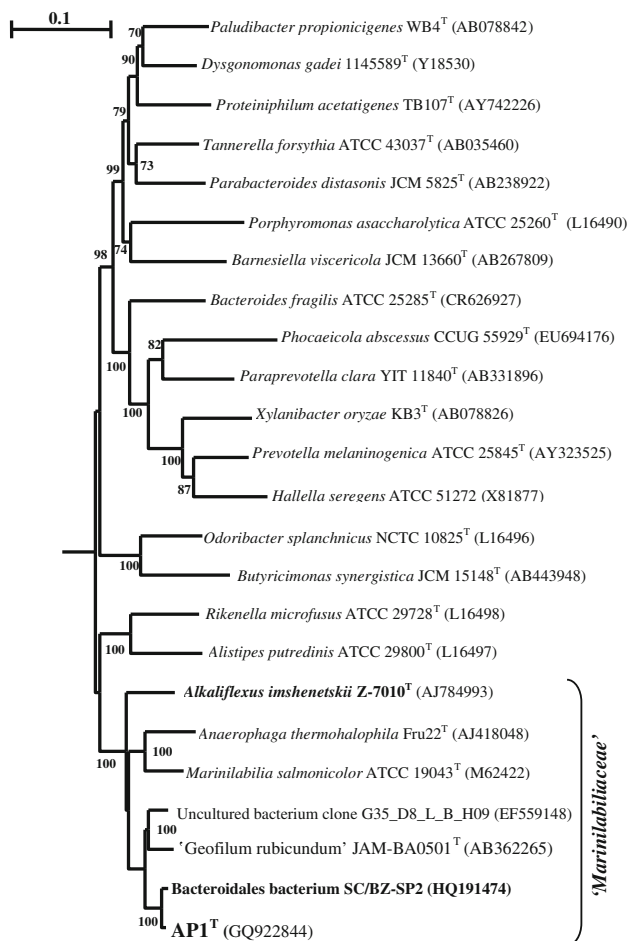 0.1
70
Paludibacter propionicigenes WB4T (AB078842)
90
Dysgonomonas gadei 1145589T (Y18530)
79
Proteiniphilum acetatigenes TB107T (AY742226)
Tannerella forsythia ATCC 43037T (AB035460)
99
73
Parabacteroides distasonis JCM 5825T (AB238922)
Porphyromonas asaccharolytica ATCC 25260T (L16490)
98
74
Barnesiella viscericola JCM 13660T (AB267809)
Bacteroides fragilis ATCC 25285T (CR626927)
82
Phocaeicola abscessus CCUG 55929T (EU694176)
100
Paraprevotella clara YIT 11840T (AB331896)
100
Xylanibacter oryzae KB3T (AB078826)
100
Prevotella melaninogenica ATCC 25845T (AY323525)
87
Hallella seregens ATCC 51272 (X81877)
Odoribacter splanchnicus NCTC 10825T (L16496)
100
Butyricimonas synergistica JCM 15148T (AB443948)
Rikenella microfusus ATCC 29728T (L16498)
100
Alistipes putredinis ATCC 29800T (L16497)
Alkaliflexus imshenetskii Z-7010T (AJ784993)
Anaerophaga thermohalophila Fru22T (AJ418048)
100
100
Marinilabilia salmonicolor ATCC 19043T (M62422)
Uncultured bacterium clone G35_D8_L_B_H09 (EF559148)
100
'Geofilum rubicundum' JAM-BA0501T (AB362265)
Bacteroidales bacterium SC/BZ-SP2 (HQ191474)
100
AP1T (GQ922844)
'Marinilabiliaceae'